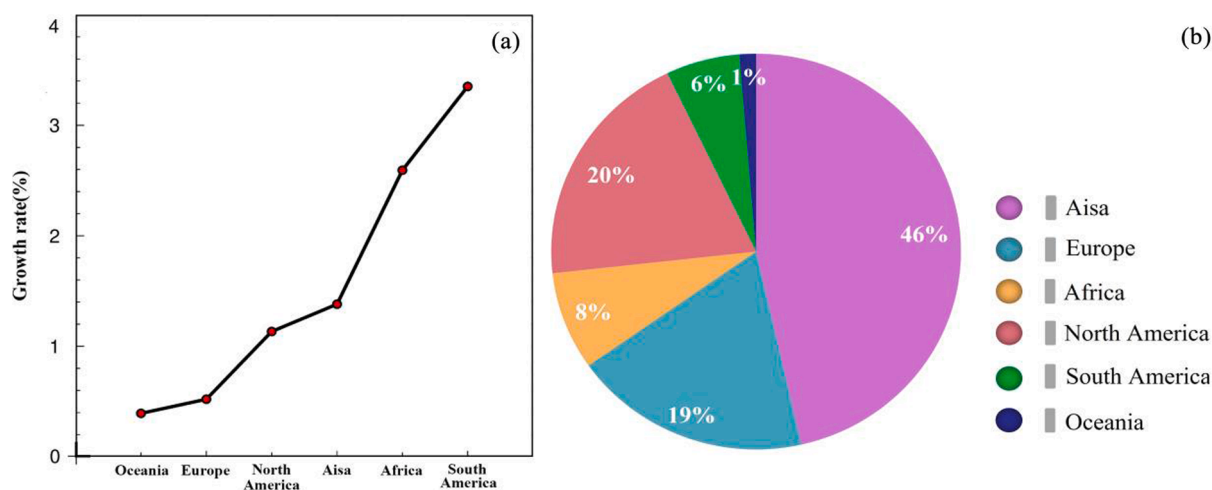 4
3
2
1
0
Growth rate(%)
(a)
Oceania
Europe
North
America
Aisa
Africa
South
America
(b)
6%
1%
20%
46%
8%
19%
Aisa
Europe
Africa
North America
South America
Oceania